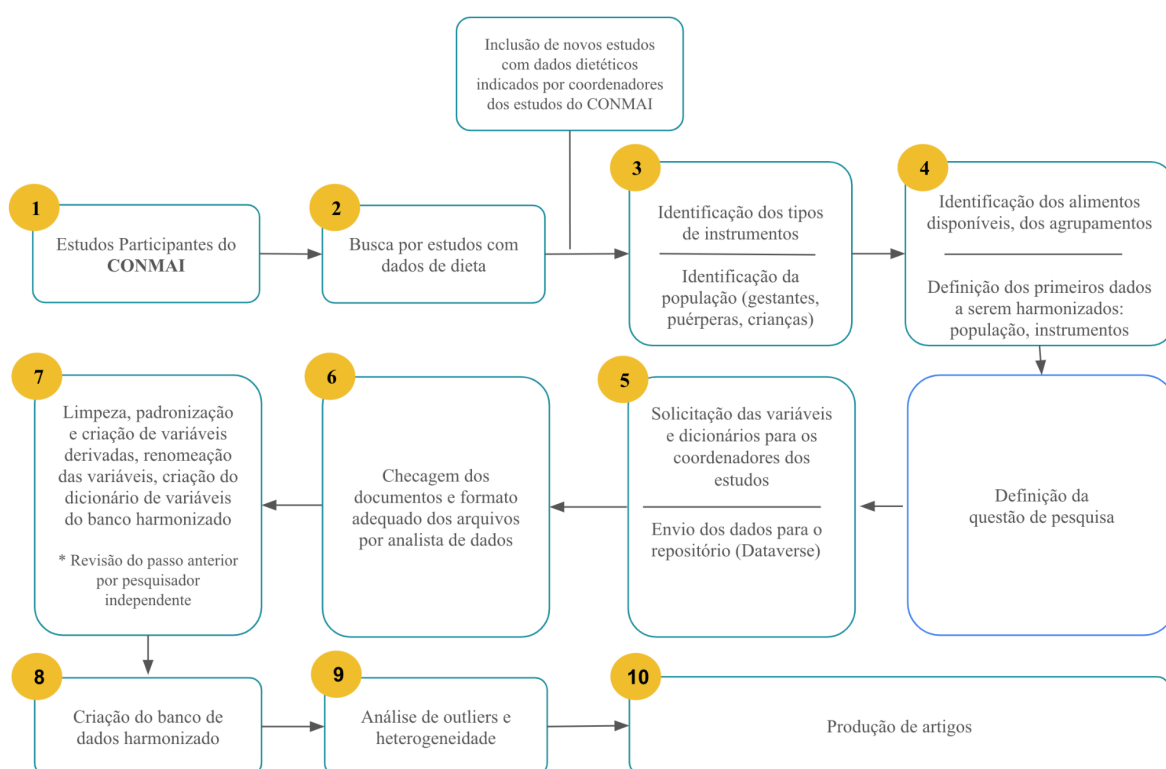 Inclusão de novos estudos
com dados dietéticos
indicados por coordenadores
dos estudos do CONMAI
1
Estudos Participantes do
CONMAI
2
Busca por estudos com
dados de dieta
3
Identificação dos tipos
de instrumentos
Identificação da
população (gestantes,
puérperas, crianças)
4
Identificação dos alimentos
disponíveis, dos agrupamentos
Definição dos primeiros dados
a serem harmonizados:
população, instrumentos
Definição da
questão de pesquisa
5
Solicitação das variáveis
e dicionários para os
coordenadores dos
estudos
Envio dos dados para o
repositório (Dataverse)
6
Checagem dos
documentos e formato
adequado dos arquivos
por analista de dados
7
Limpeza, padronização
e criação de variáveis
derivadas, renomeação
das variáveis, criação do
dicionário de variáveis
do banco harmonizado
* Revisão do passo anterior
por pesquisador
independente
8
Criação do banco de
dados harmonizado
9
Análise de outliers e
heterogeneidade
10
Produção de artigos